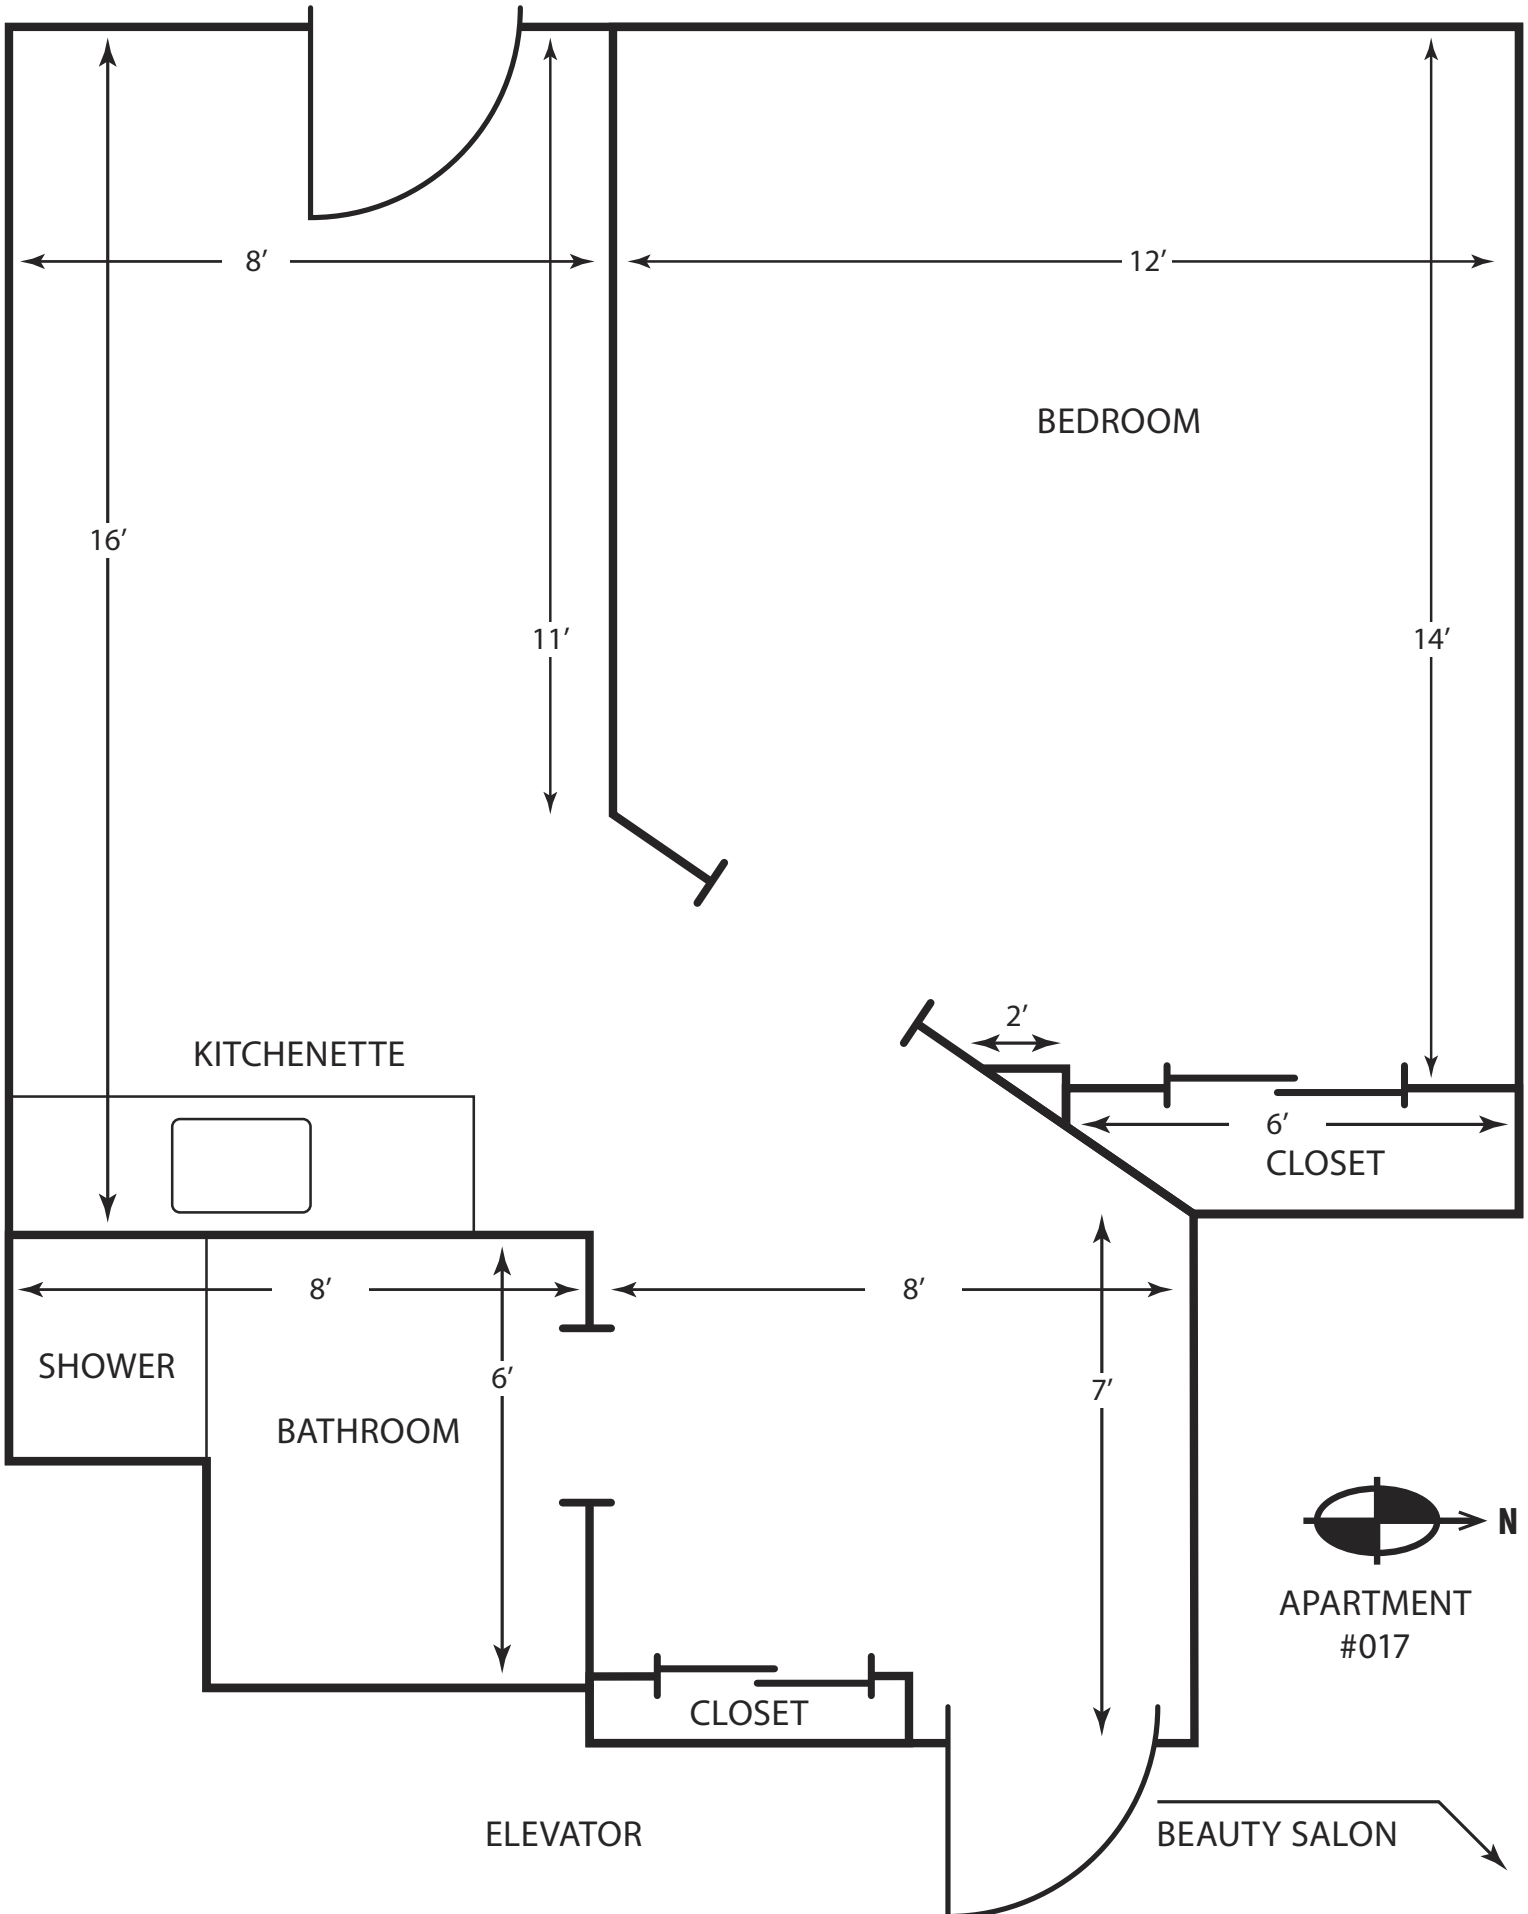 8’
12’
BEDROOM
16’
11’
14’
2’
KITCHENETTE
6’
CLOSET
8’
8’
SHOWER
6’
7’
BATHROOM
N
APARTMENT
#017
CLOSET
ELEVATOR
BEAUTY SALON